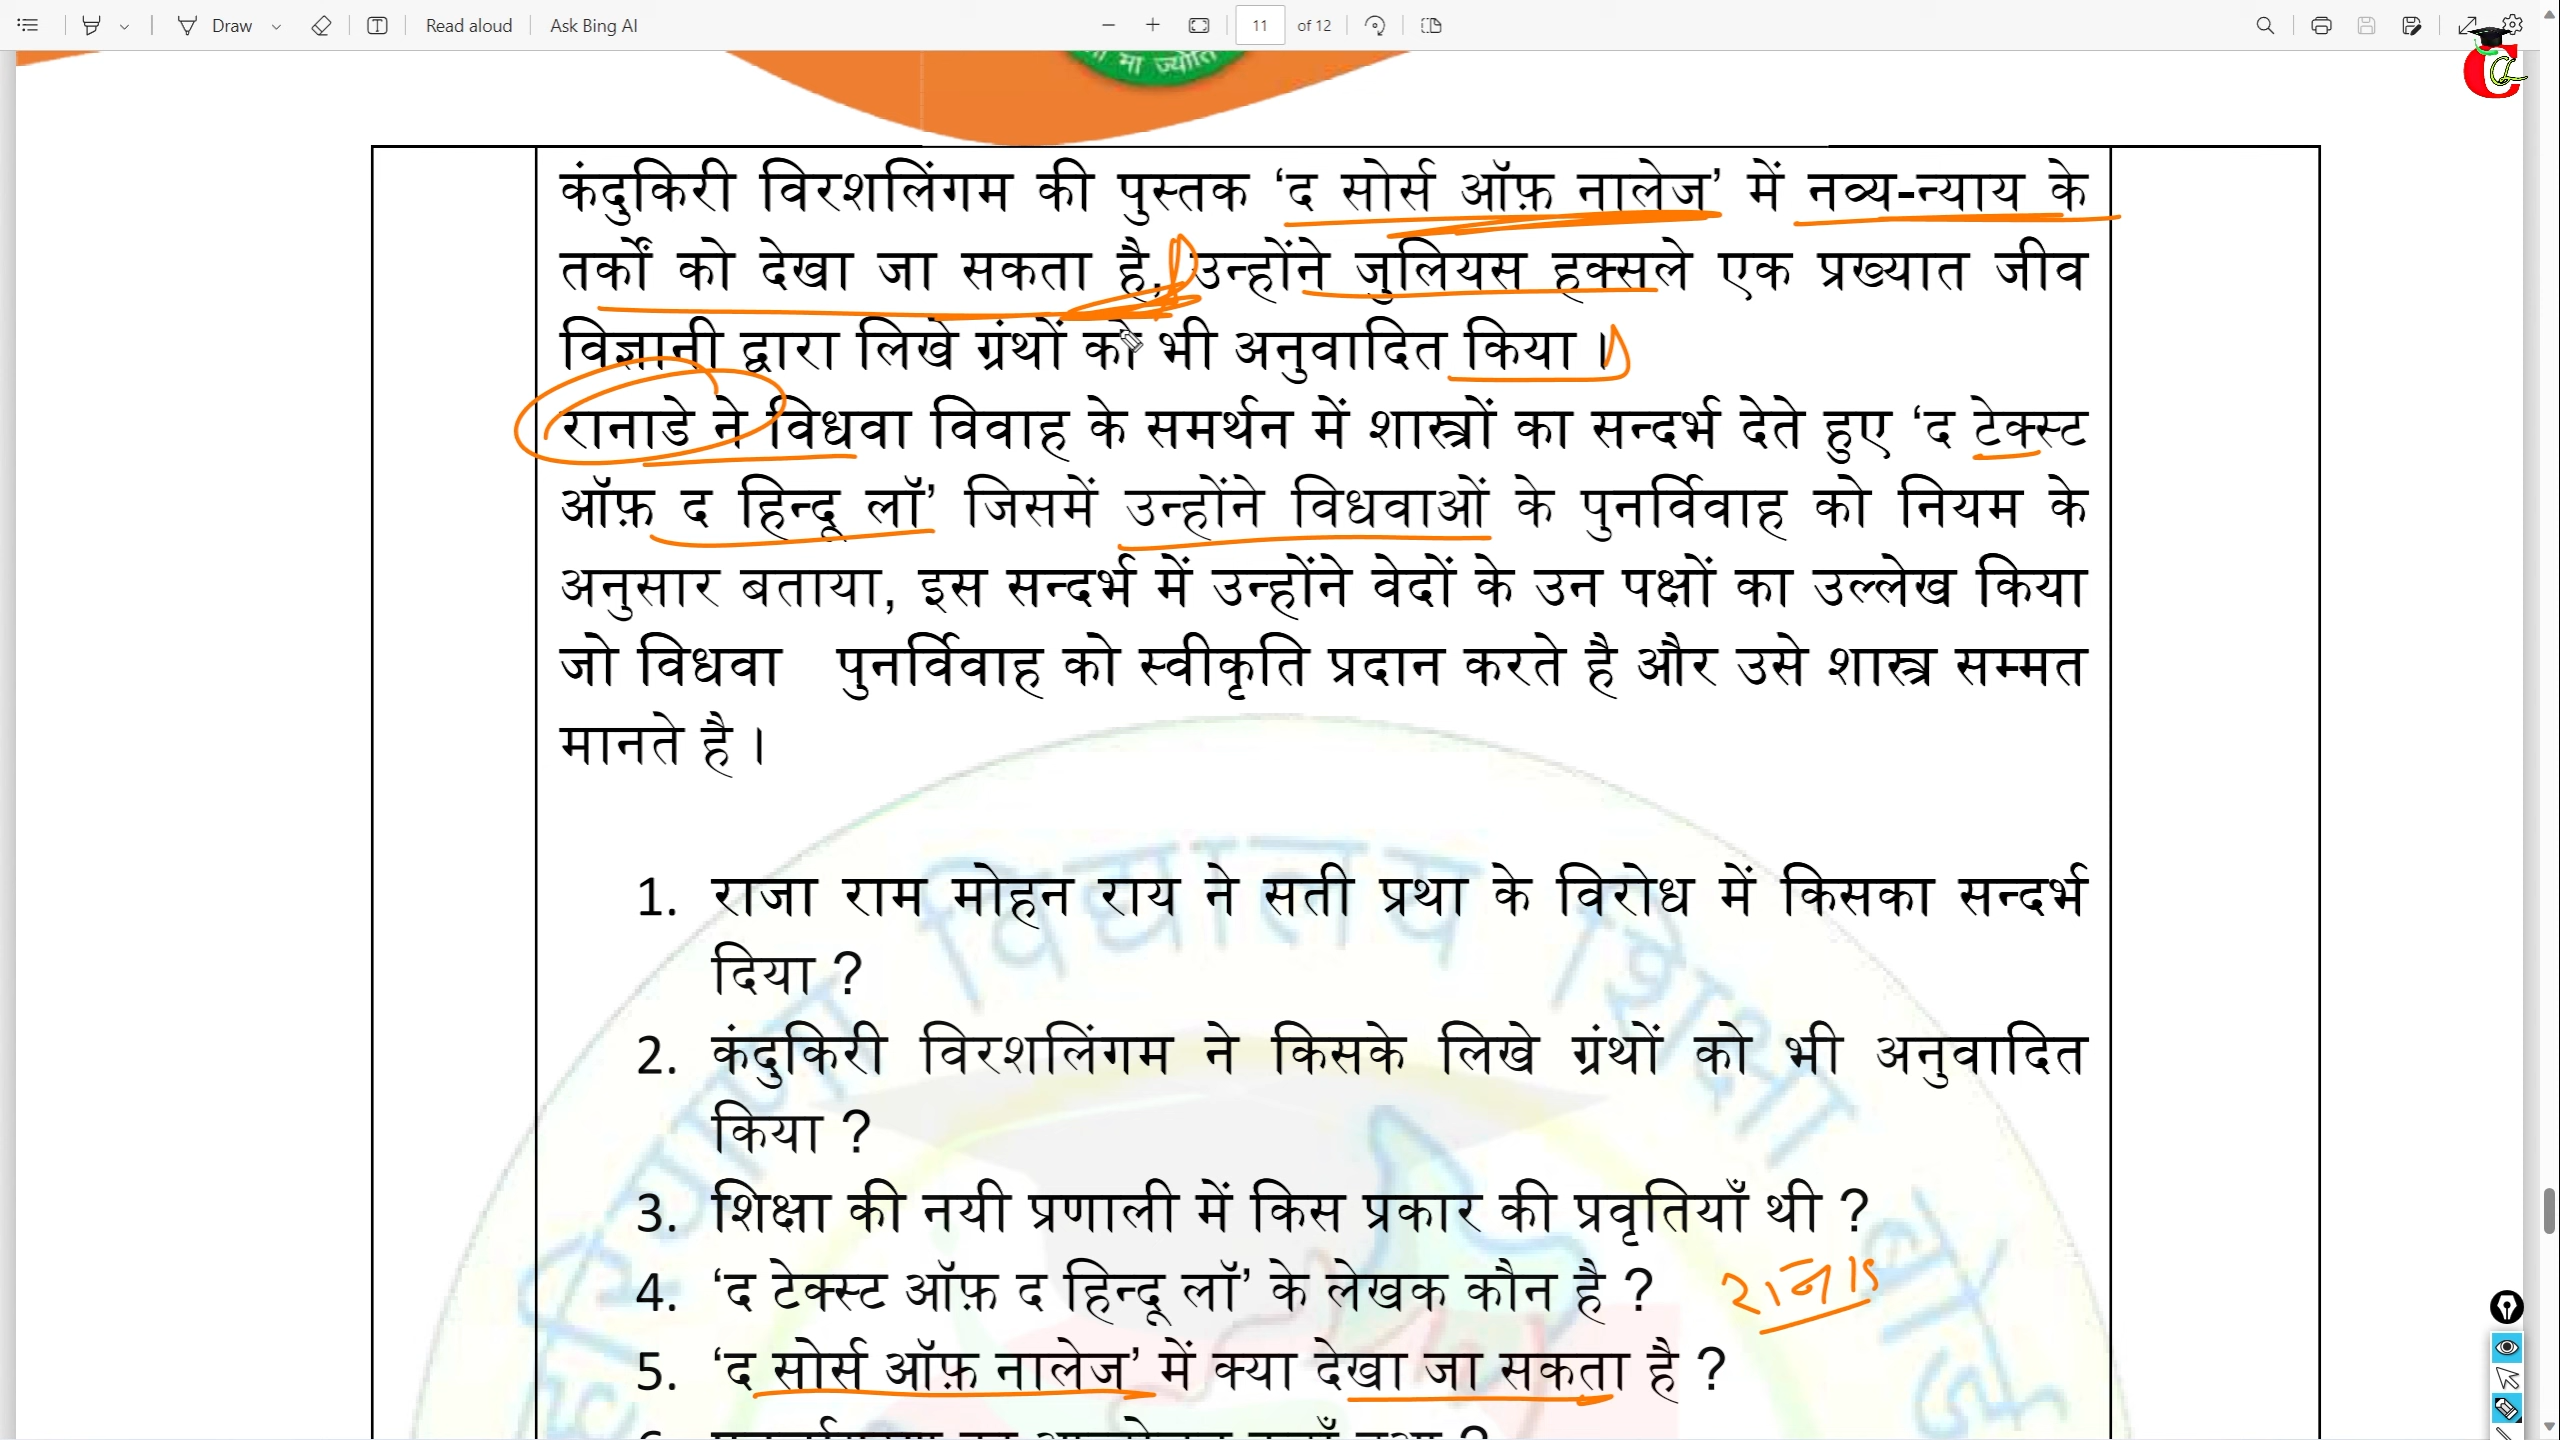 Draw
Read aloud
Ask Bing AI
11 of 12
मा ज्योति
कंदुकिरी विरशलिंगम की पुस्तक ‘द सोर्स ऑफ़ नालेज’ में नव्य-न्याय के
तर्कों को देखा जा सकता है, उन्होंने जुलियस हक्सले एक प्रख्यात जीव
विज्ञानी द्वारा लिखे ग्रंथों को भी अनुवादित किया ।
रानाडे ने विधवा विवाह के समर्थन में शास्त्रों का सन्दर्भ देते हुए ‘द टेक्स्ट
ऑफ़ द हिन्दू लॉ’ जिसमें उन्होंने विधवाओं के पुनर्विवाह को नियम के
अनुसार बताया, इस सन्दर्भ में उन्होंने वेदों के उन पक्षों का उल्लेख किया
जो विधवा पुनर्विवाह को स्वीकृति प्रदान करते है और उसे शास्त्र सम्मत
मानते है ।
1. राजा राम मोहन राय ने सती प्रथा के विरोध में किसका सन्दर्भ
दिया ?
2. कंदुकिरी विरशलिंगम ने किसके लिखे ग्रंथों को भी अनुवादित
किया ?
3. शिक्षा की नयी प्रणाली में किस प्रकार की प्रवृतियाँ थी ?
4. ‘द टेक्स्ट ऑफ़ द हिन्दू लॉ’ के लेखक कौन है ?
5. ‘द सोर्स ऑफ़ नालेज’ में क्या देखा जा सकता है ?
विद्यालय शिक्षा बोर्ड